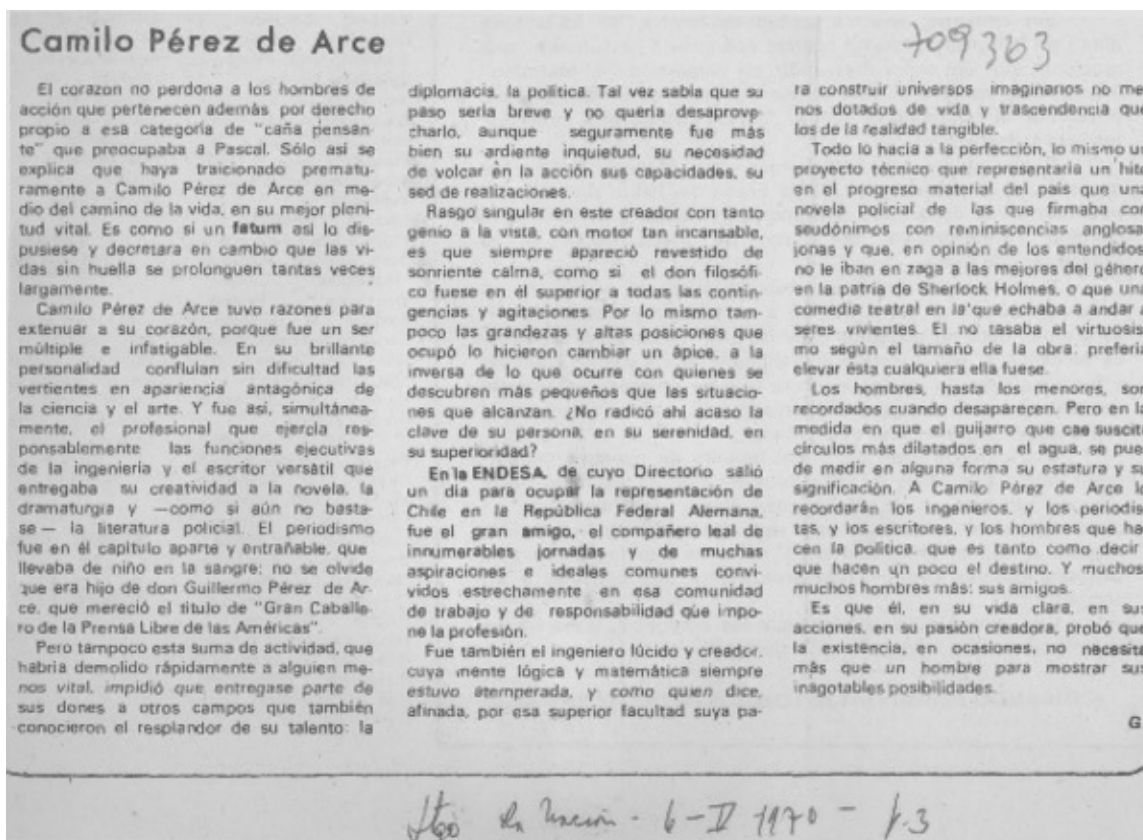 Camilo Pérez de Arce
709363
El corazon no perdona a los hombres de
acción que pertenecen además por derecho
propio a esa categoría de "caña pensan-
te" que preocupaba a Pascal. Sólo así se
explica que haya traicionado prematu-
ramente a Camilo Pérez de Arce en me-
dio del camino de la vida, en su mejor pleni-
tud vital. Es como si un fatum así lo dis-
pusiese y decretara en cambio que las vi-
das sin huella se prolonguen tantas veces
largamente.
Camilo Pérez de Arce tuvo razones para
extenuar a su corazón, porque fue un ser
múltiple e infatigable. En su brillante
personalidad confluían sin dificultad las
vertientes en apariencia antagónica de
la ciencia y el arte. Y fue así, simultánea-
mente, el profesional que ejercía res-
ponsablemente las funciones ejecutivas
de la ingeniería y el escritor versátil que
entregaba su creatividad a la novela, la
dramaturgia y —como si aún no basta-
se— la literatura policial. El periodismo
fue en él capítulo aparte y entrañable, que
llevaba de niño en la sangre: no se olvide
que era hijo de don Guillermo Pérez de Ar-
ce, que mereció el título de "Gran Caballe-
ro de la Prensa Libre de las Américas".
Pero tampoco esta suma de actividad, que
habría demolido rápidamente a alguien me-
nos vital, impidió que entregase parte de
sus dones a otros campos que también
conocieron el resplandor de su talento: la
diplomacia, la política. Tal vez sabía que su
paso sería breve y no quería desaprove-
charlo, aunque seguramente fue más
bien su ardiente inquietud, su necesidad
de volcar en la acción sus capacidades, su
sed de realizaciones.
Rasgo singular en este creador con tanto
genio a la vista, con motor tan incansable,
es que siempre apareció revestido de
sonriente calma, como si el don filosófi-
co fuese en él superior a todas las contin-
gencias y agitaciones. Por lo mismo tam-
poco las grandezas y altas posiciones que
ocupó lo hicieron cambiar un ápice, a la
inversa de lo que ocurre con quienes se
descubren más pequeños que las situacio-
nes que alcanzan. ¿No radicó ahí acaso la
clave de su persona, en su serenidad, en
su superioridad?
En la ENDESA, de cuyo Directorio salió
un día para ocupar la representación de
Chile en la República Federal Alemana,
fue el gran amigo, el compañero leal de
innumerables jornadas y de muchas
aspiraciones e ideales comunes convi-
vidos estrechamente en esa comunidad
de trabajo y de responsabilidad que impo-
ne la profesión.
Fue también el ingeniero lúcido y creador,
cuya mente lógica y matemática siempre
estuvo atemperada, y como quien dice,
afinada, por esa superior facultad suya pa-
ra construir universos imaginarios no me
nos dotados de vida y trascendencia qu
los de la realidad tangible.
Todo lo hacía a la perfección, lo mismo u
proyecto técnico que representaría un hit
en el progreso material del país que un
novela policial de las que firmaba co
seudónimos con reminiscencias anglosa
jonas y que, en opinión de los entendidos
no le iban en zaga a las mejores del géner
en la patria de Sherlock Holmes, o que un
comedia teatral en la que echaba a andar
seres vivientes. El no tasaba el virtuosis
mo según el tamaño de la obra: prefería
elevar ésta cualquiera ella fuese.
Los hombres, hasta los menores, son
recordados cuando desaparecen. Pero en l
medida en que el guijarro que cae suscit
círculos más dilatados en el agua, se pue
de medir en alguna forma su estatura y s
significación. A Camilo Pérez de Arce l
recordarán los ingenieros, y los periodis
tas, y los escritores, y los hombres que ha
cen la política, que es tanto como decir
que hacen un poco el destino. Y muchos
muchos hombres más: sus amigos.
Es que él, en su vida clara, en sus
acciones, en su pasión creadora, probó que
la existencia, en ocasiones, no necesita
más que un hombre para mostrar sus
inagotables posibilidades.
G
Stgo La Nación - 6-II 1970 - p.3